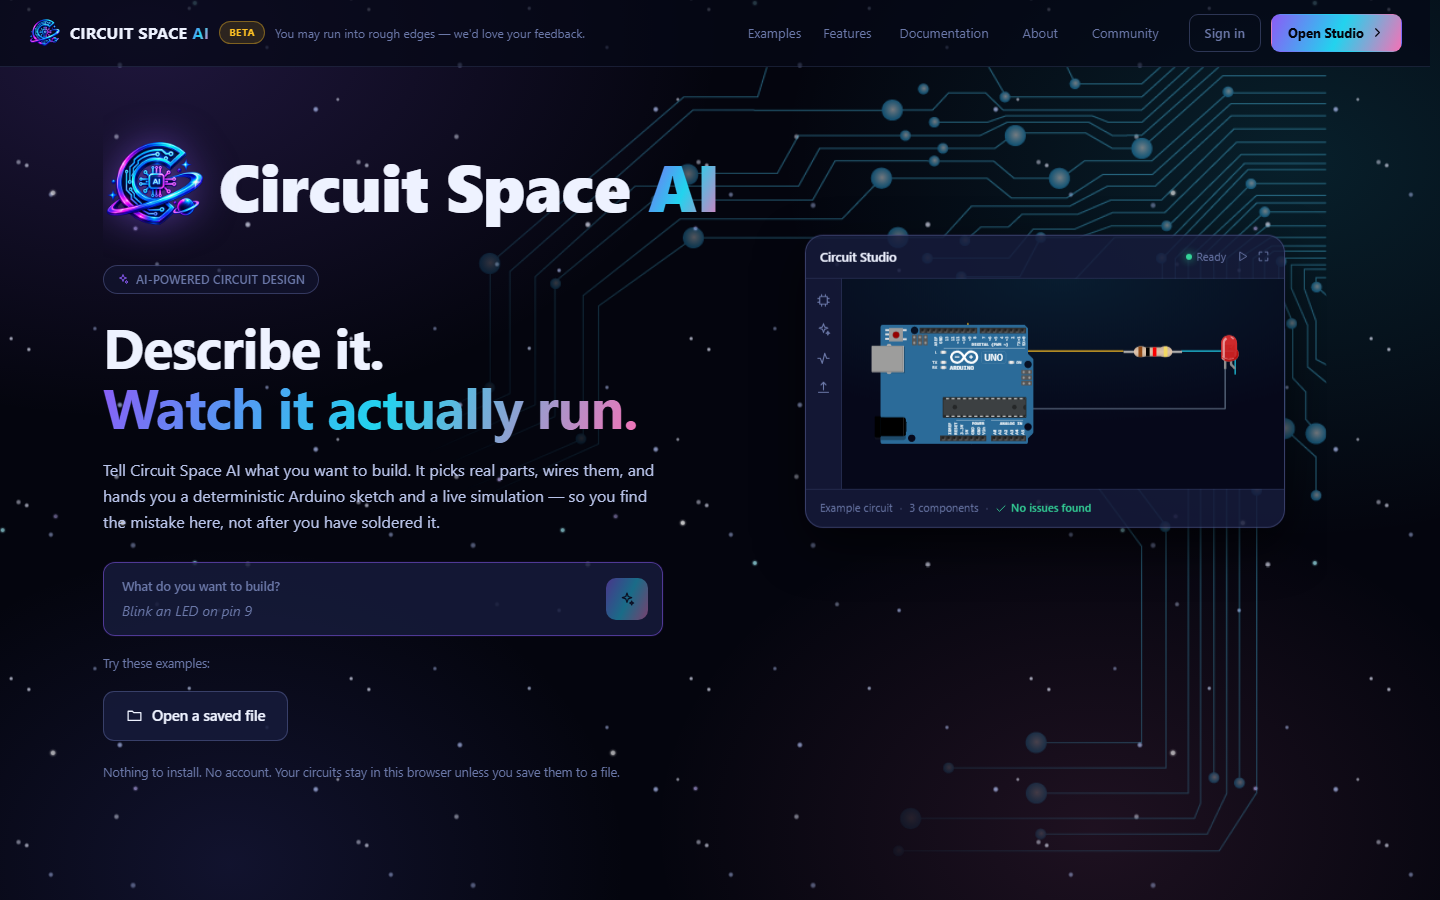 CIRCUIT SPACE AI
BETA
You may run into rough edges — we'd love your feedback.
Examples
Features
Documentation
About
Community
Sign in
Open Studio
AI
Circuit Space AI
AI-POWERED CIRCUIT DESIGN
Describe it.
Watch it actually run.
Tell Circuit Space AI what you want to build. It picks real parts, wires them, and
hands you a deterministic Arduino sketch and a live simulation — so you find
the mistake here, not after you have soldered it.
What do you want to build?
Blink an LED on pin 9
Try these examples:
Open a saved file
Nothing to install. No account. Your circuits stay in this browser unless you save them to a file.
Circuit Studio
Ready
UNO
ARDUINO
Example circuit · 3 components · No issues found